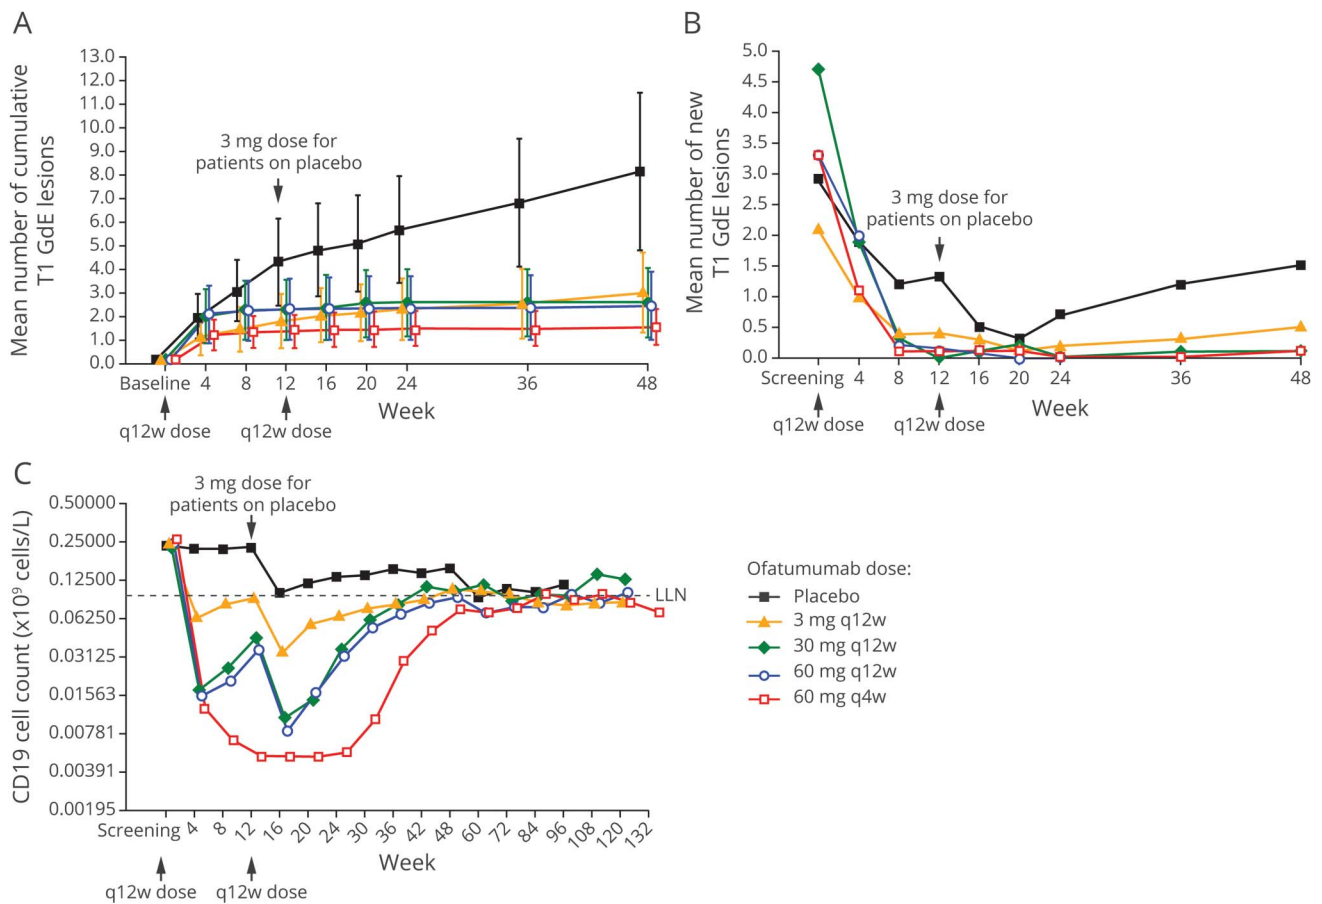 A
Mean number of cumulative
T1 GdE lesions
13.0
12.0
11.0
10.0
9.0
8.0
7.0
6.0
5.0
4.0
3.0
2.0
1.0
0.0
3 mg dose for
patients on placebo
Baseline 4 8 12 16 20 24 36 48
Week
q12w dose q12w dose
B
Mean number of new
T1 GdE lesions
5.0
4.5
4.0
3.5
3.0
2.5
2.0
1.5
1.0
0.5
0.0
3 mg dose for
patients on placebo
Screening 4 8 12 16 20 24 36 48
Week
q12w dose q12w dose
C
CD19 cell count (x10⁹ cells/L)
0.50000
0.25000
0.12500
0.06250
0.03125
0.01563
0.00781
0.00391
0.00195
3 mg dose for
patients on placebo
LLN
Screening 4 8 12 16 20 24 30 36 42 48 60 72 84 96 108 120 132
Week
q12w dose q12w dose
Ofatumumab dose:
Placebo
3 mg q12w
30 mg q12w
60 mg q12w
60 mg q4w